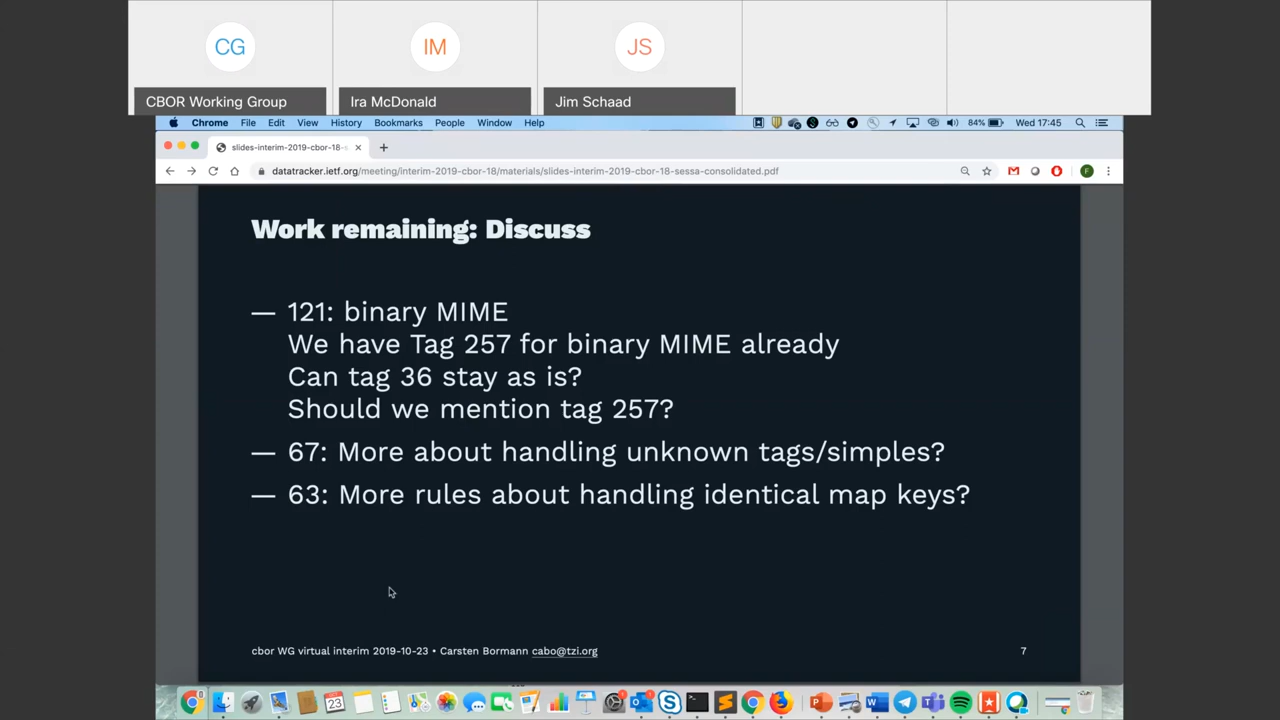 CG
IM
JS
CBOR Working Group
Ira McDonald
Jim Schaad
Chrome File Edit View History Bookmarks People Window Help
84% Wed 17:45
slides-interim-2019-cbor-18-s
datatracker.ietf.org/meeting/interim-2019-cbor-18/materials/slides-interim-2019-cbor-18-sessa-consolidated.pdf
Work remaining: Discuss
— 121: binary MIME
We have Tag 257 for binary MIME already
Can tag 36 stay as is?
Should we mention tag 257?
— 67: More about handling unknown tags/simples?
— 63: More rules about handling identical map keys?
cbor WG virtual interim 2019-10-23 • Carsten Bormann cabo@tzi.org
7
23